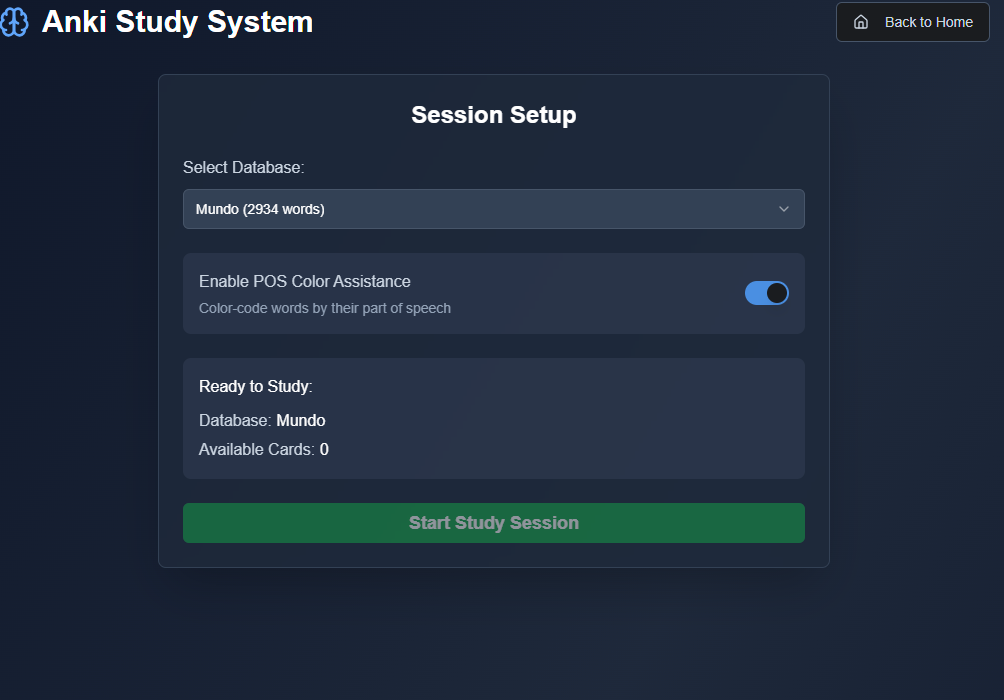 Anki Study System
Back to Home
Session Setup
Select Database:
Mundo (2934 words)
Enable POS Color Assistance
Color-code words by their part of speech
Ready to Study:
Database: Mundo
Available Cards: 0
Start Study Session